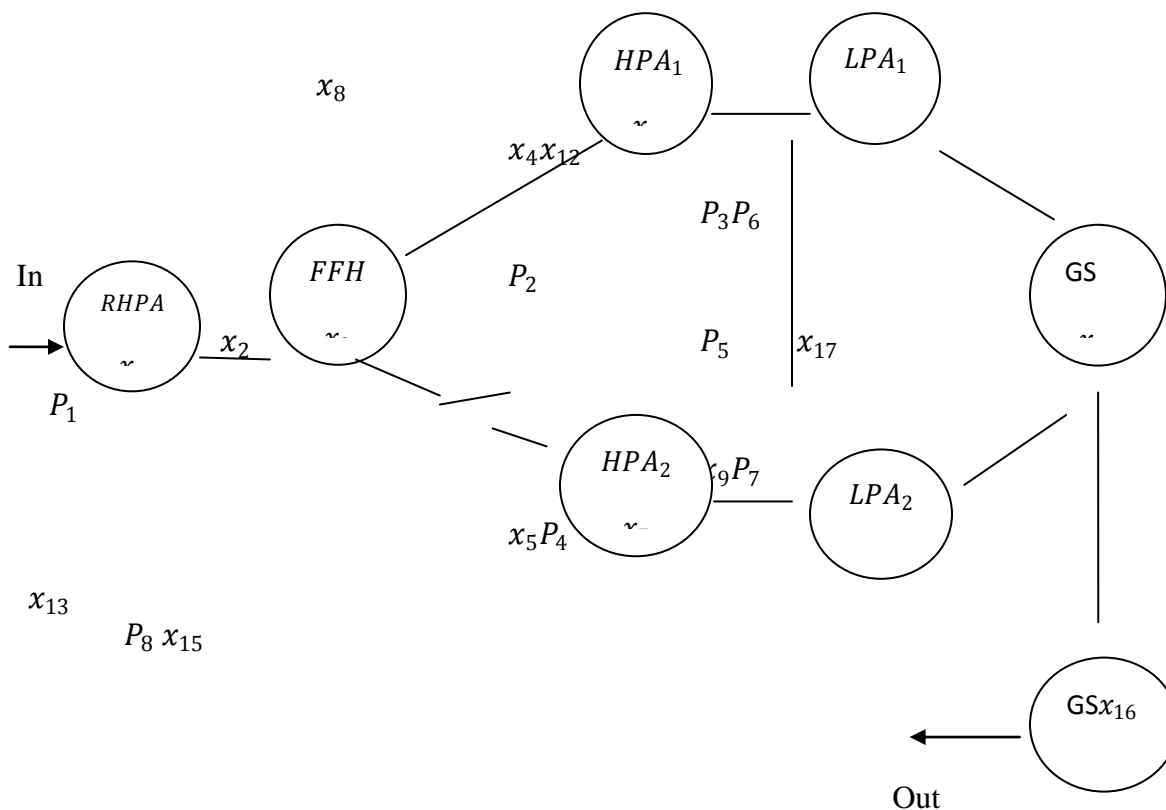 HPA₁
LPA₁
x₈
x
x₄x₁₂
P₃P₆
In
RHPA
FFH
P₂
GS
x
x₂
P₅
x₁₇
P₁
HPA₂
₉P₇
LPA₂
x₅P₄
x₁₃
P₈ x₁₅
GSx₁₆
Out